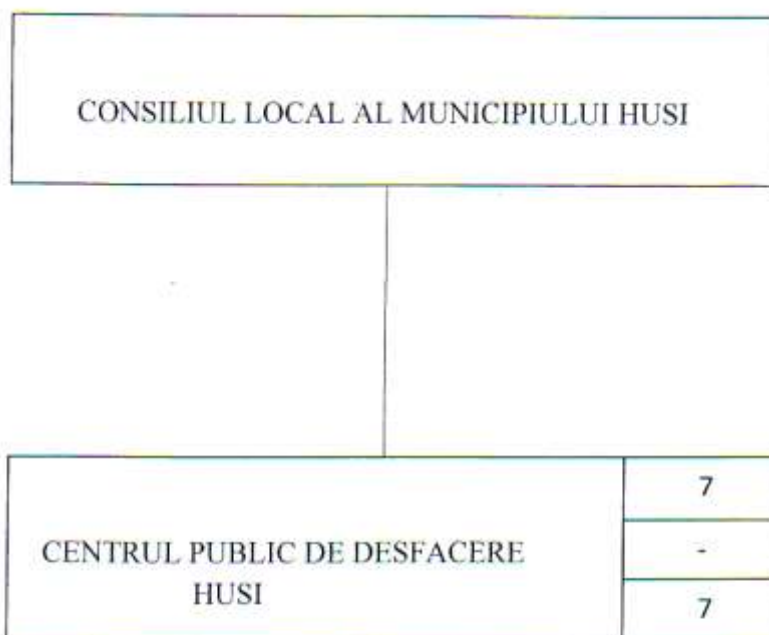 CONSILIUL LOCAL AL MUNICIPIULUI HUSI
7
CENTRUL PUBLIC DE DESFACERE
-
HUSI
7